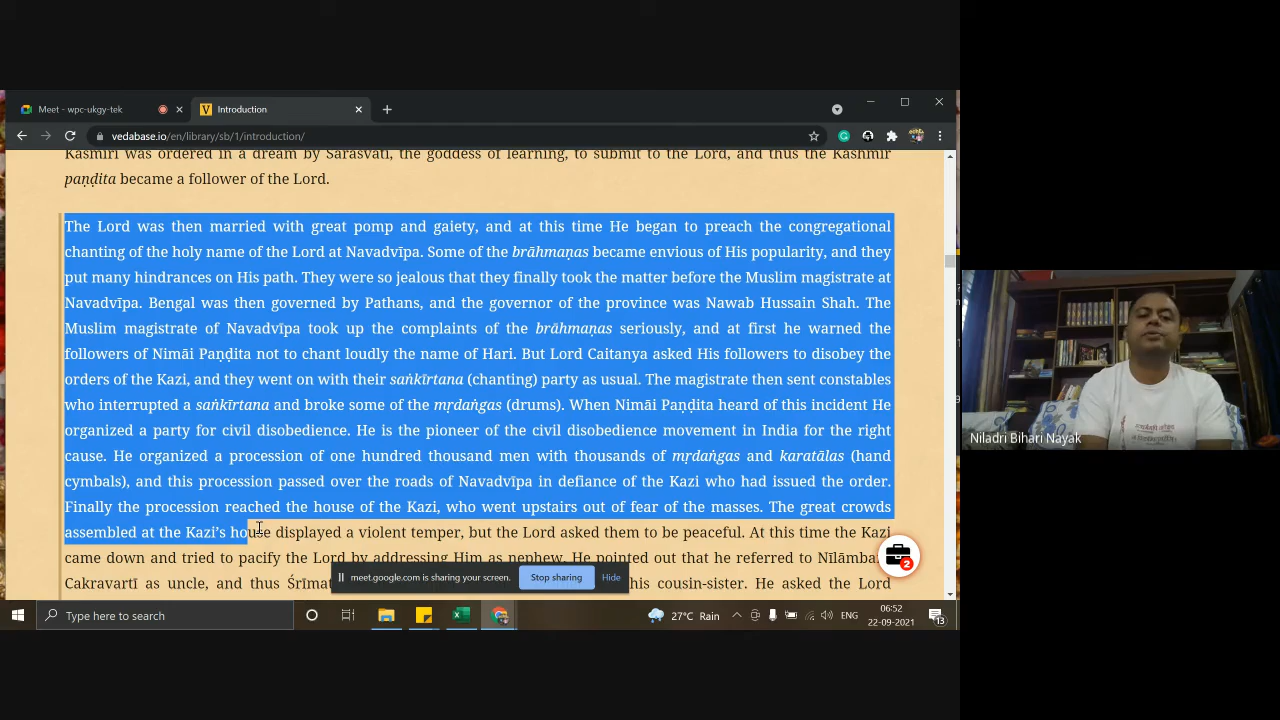 Meet - wpc-ukgy-tek
Introduction
vedabase.io/en/library/sb/1/introduction/
Kāśmīrī was ordered in a dream by Sarasvatī, the goddess of learning, to submit to the Lord, and thus the Kashmir
paṇḍita became a follower of the Lord.
The Lord was then married with great pomp and gaiety, and at this time He began to preach the congregational
chanting of the holy name of the Lord at Navadvīpa. Some of the brāhmaṇas became envious of His popularity, and they
put many hindrances on His path. They were so jealous that they finally took the matter before the Muslim magistrate at
Navadvīpa. Bengal was then governed by Pathans, and the governor of the province was Nawab Hussain Shah. The
Muslim magistrate of Navadvīpa took up the complaints of the brāhmaṇas seriously, and at first he warned the
followers of Nimāi Paṇḍita not to chant loudly the name of Hari. But Lord Caitanya asked His followers to disobey the
orders of the Kazi, and they went on with their saṅkīrtana (chanting) party as usual. The magistrate then sent constables
who interrupted a saṅkīrtana and broke some of the mṛdaṅgas (drums). When Nimāi Paṇḍita heard of this incident He
organized a party for civil disobedience. He is the pioneer of the civil disobedience movement in India for the right
cause. He organized a procession of one hundred thousand men with thousands of mṛdaṅgas and karatālas (hand
cymbals), and this procession passed over the roads of Navadvīpa in defiance of the Kazi who had issued the order.
Finally the procession reached the house of the Kazi, who went upstairs out of fear of the masses. The great crowds
assembled at the Kazi's house displayed a violent temper, but the Lord asked them to be peaceful. At this time the Kazi
came down and tried to pacify the Lord by addressing Him as nephew. He pointed out that he referred to Nīlāmbara
Cakravartī as uncle, and thus Śrīmat his cousin-sister. He asked the Lord
meet.google.com is sharing your screen. Stop sharing Hide
2
Niladri Bihari Nayak
Type here to search
27°C Rain
ENG
06:52
22-09-2021
13